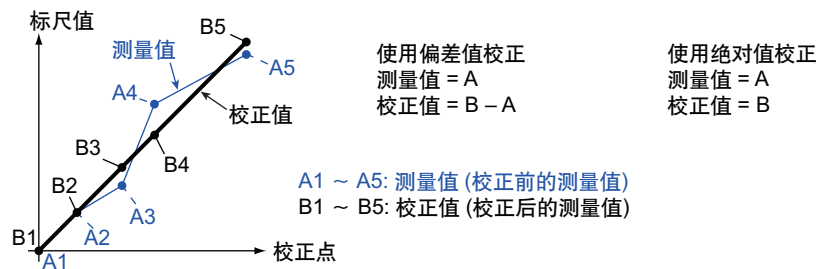 标尺值
B5
测量值
A5
A4
校正值
B3
B4
B2
A3
A2
B1
A1
校正点
使用偏差值校正
测量值 = A
校正值 = B – A
使用绝对值校正
测量值 = A
校正值 = B
A1 ~ A5: 测量值 (校正前的测量值)
B1 ~ B5: 校正值 (校正后的测量值)